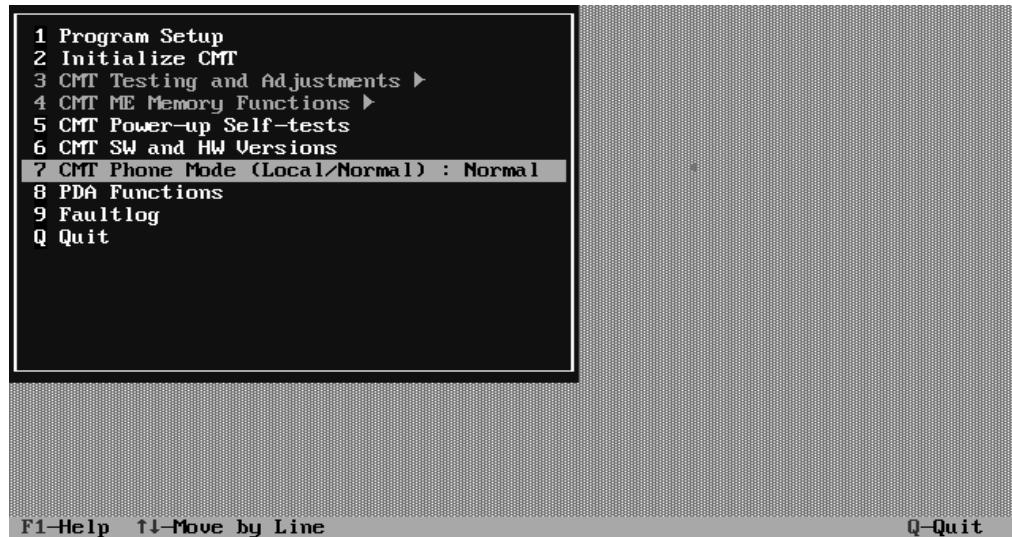 1 Program Setup
2 Initialize CMT
3 CMT Testing and Adjustments ▶
4 CMT ME Memory Functions ▶
5 CMT Power-up Self-tests
6 CMT SW and HW Versions
7 CMT Phone Mode (Local/Normal) : Normal
8 PDA Functions
9 Faultlog
Q Quit
F1-Help ↑↓-Move by Line Q-Quit